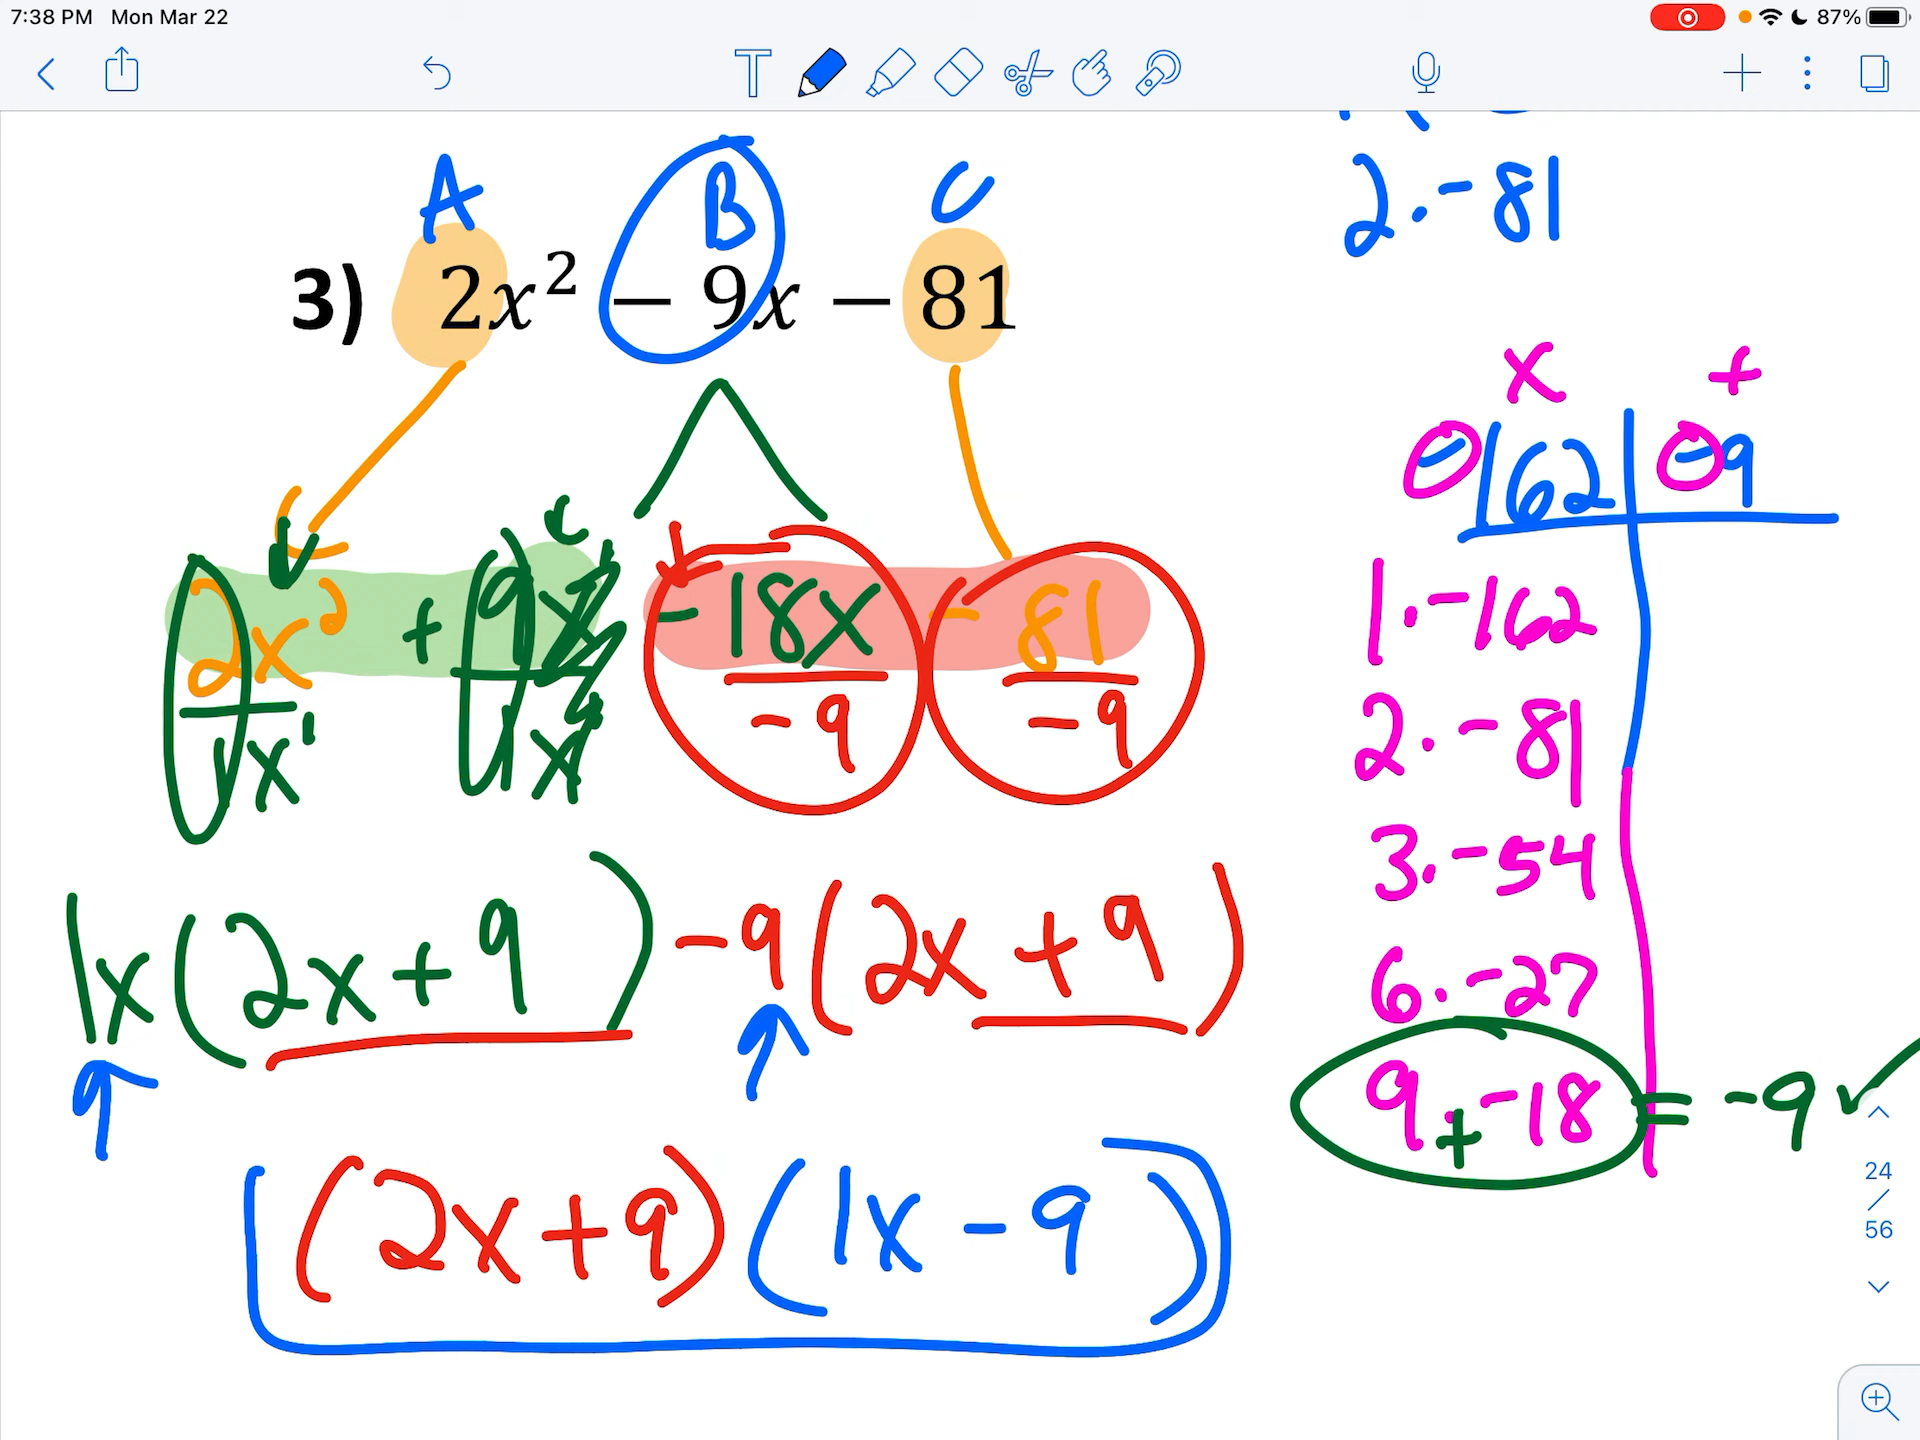 7:38 PM Mon Mar 22
87%
T
A B C
3) 2x² − 9x − 81
2x² + 9x − 18x − 81
1x¹ 1x −9 −9
1x(2x + 9) −9(2x + 9)
(2x + 9)(1x − 9)
2·−81
x +
−162 −9
1·−162
2·−81
3·−54
6·−27
9 + −18 = −9 ✓
24
/
56